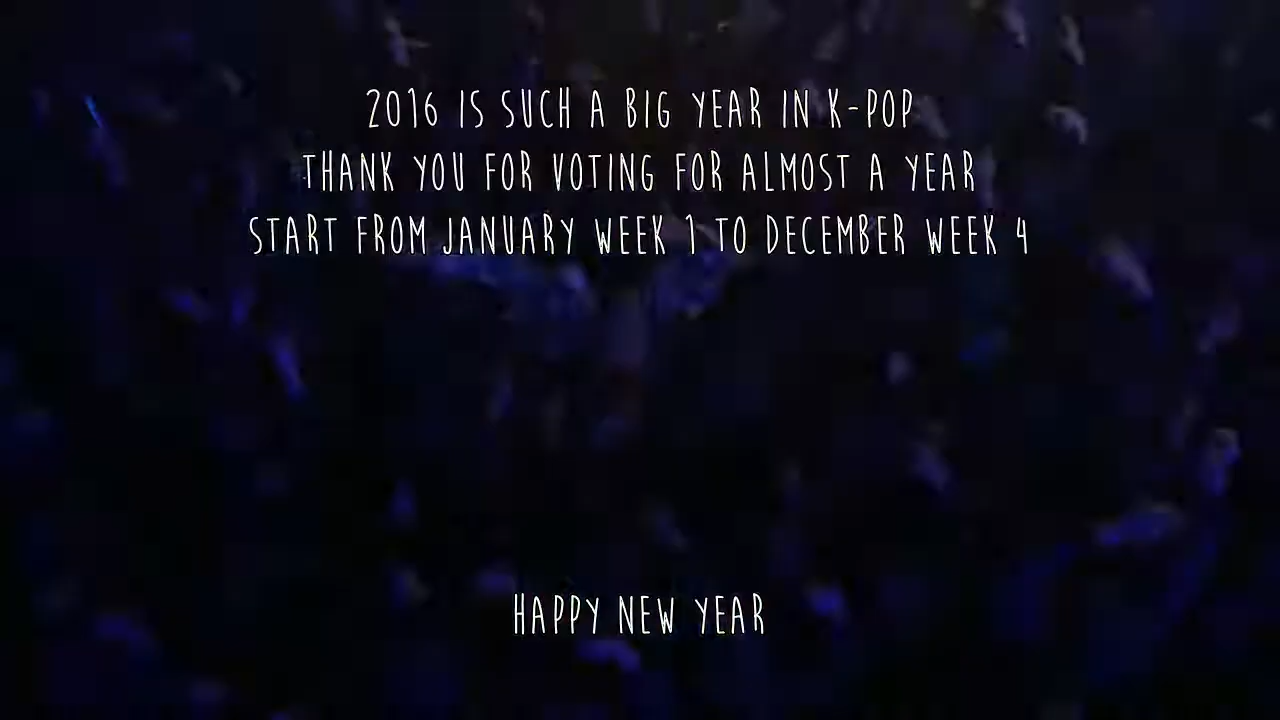 2016 IS SUCH A BIG YEAR IN K-POP
THANK YOU FOR VOTING FOR ALMOST A YEAR
START FROM JANUARY WEEK 1 TO DECEMBER WEEK 4
HAPPY NEW YEAR